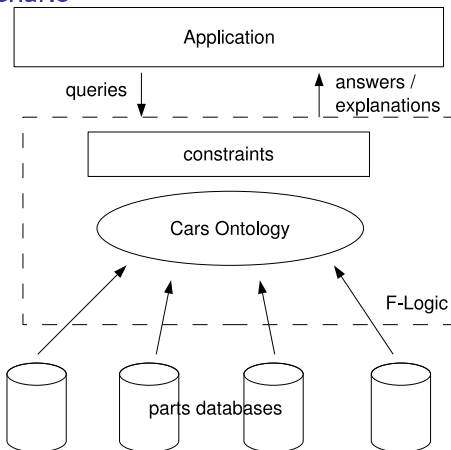 Application
queries
answers /
explanations
constraints
Cars Ontology
F-Logic
parts databases